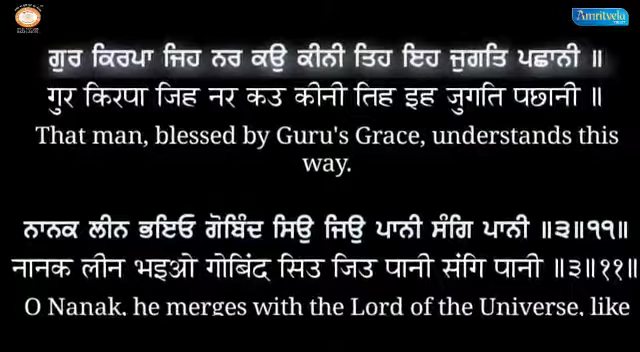 Amritvela
ਗੁਰ ਕਿਰਪਾ ਜਿਹ ਨਰ ਕਉ ਕੀਨੀ ਤਿਹ ਇਹ ਜੁਗਤਿ ਪਛਾਨੀ ॥
गुर किरपा जिह नर कउ कीनी तिह इह जुगति पछानी ॥
That man, blessed by Guru's Grace, understands this
way.
ਨਾਨਕ ਲੀਨ ਭਇਓ ਗੋਬਿੰਦ ਸਿਉ ਜਿਉ ਪਾਨੀ ਸੰਗਿ ਪਾਨੀ ॥੩॥੧੧॥
नानक लीन भइओ गोबिंद सिउ जिउ पानी संगि पानी ॥३॥११॥
O Nanak, he merges with the Lord of the Universe, like